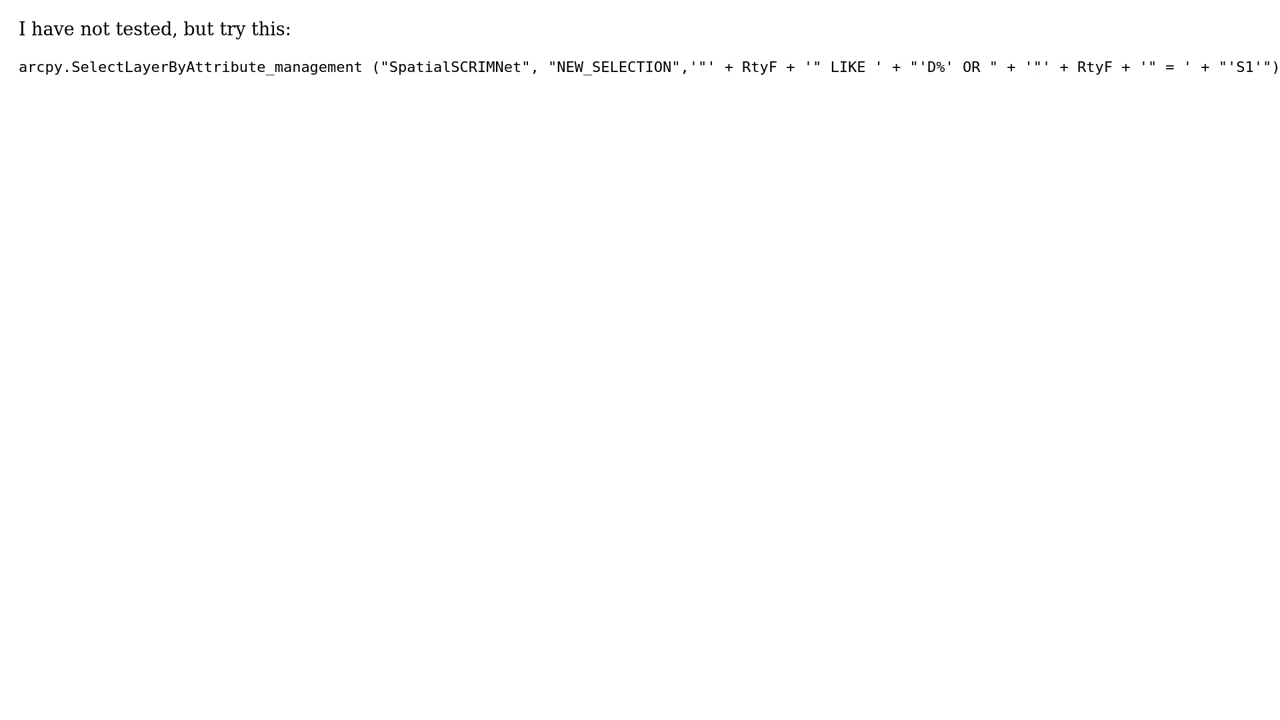 I have not tested, but try this:
arcpy.SelectLayerByAttribute_management ("SpatialSCRIMNet", "NEW_SELECTION",'"' + RtyF + '" LIKE ' + "'D%' OR " + '"' + RtyF + '" = ' + "'S1'")